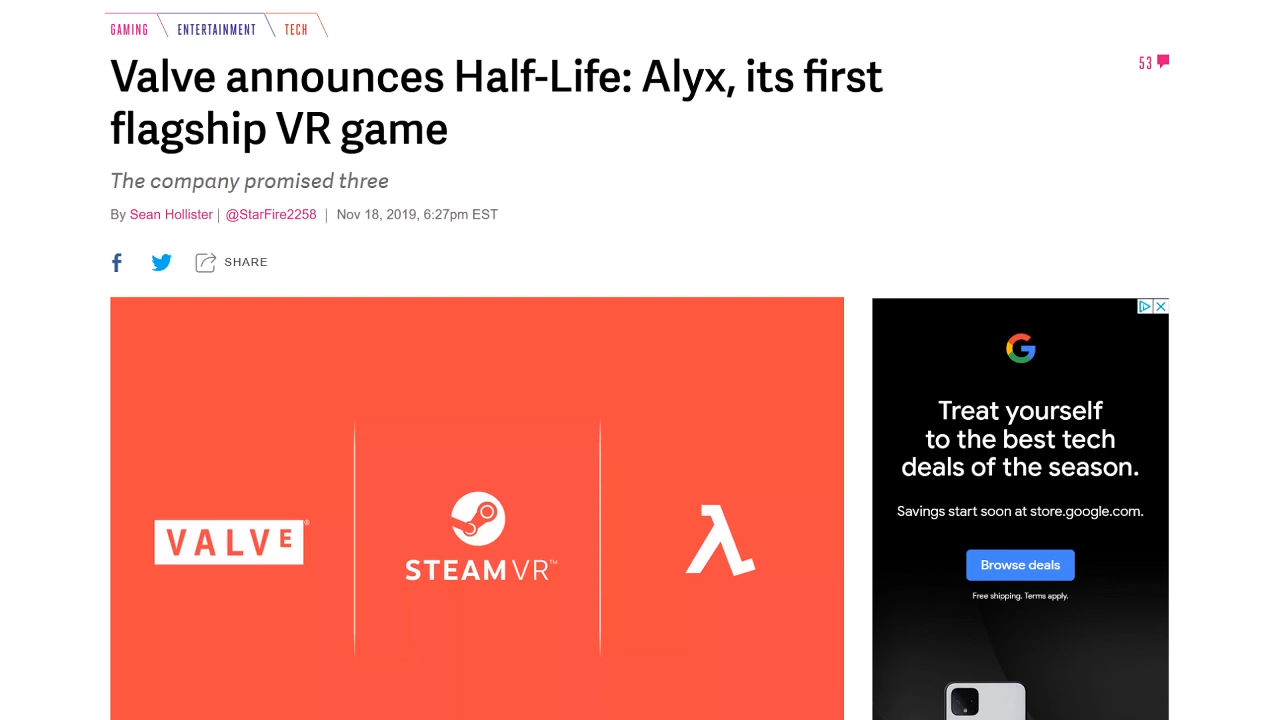 GAMING
ENTERTAINMENT
TECH
Valve announces Half-Life: Alyx, its first
flagship VR game
53
The company promised three
By Sean Hollister | @StarFire2258 | Nov 18, 2019, 6:27pm EST
SHARE
VALVE®
STEAMVR™
λ
Treat yourself
to the best tech
deals of the season.
Savings start soon at store.google.com.
Browse deals
Free shipping. Terms apply.